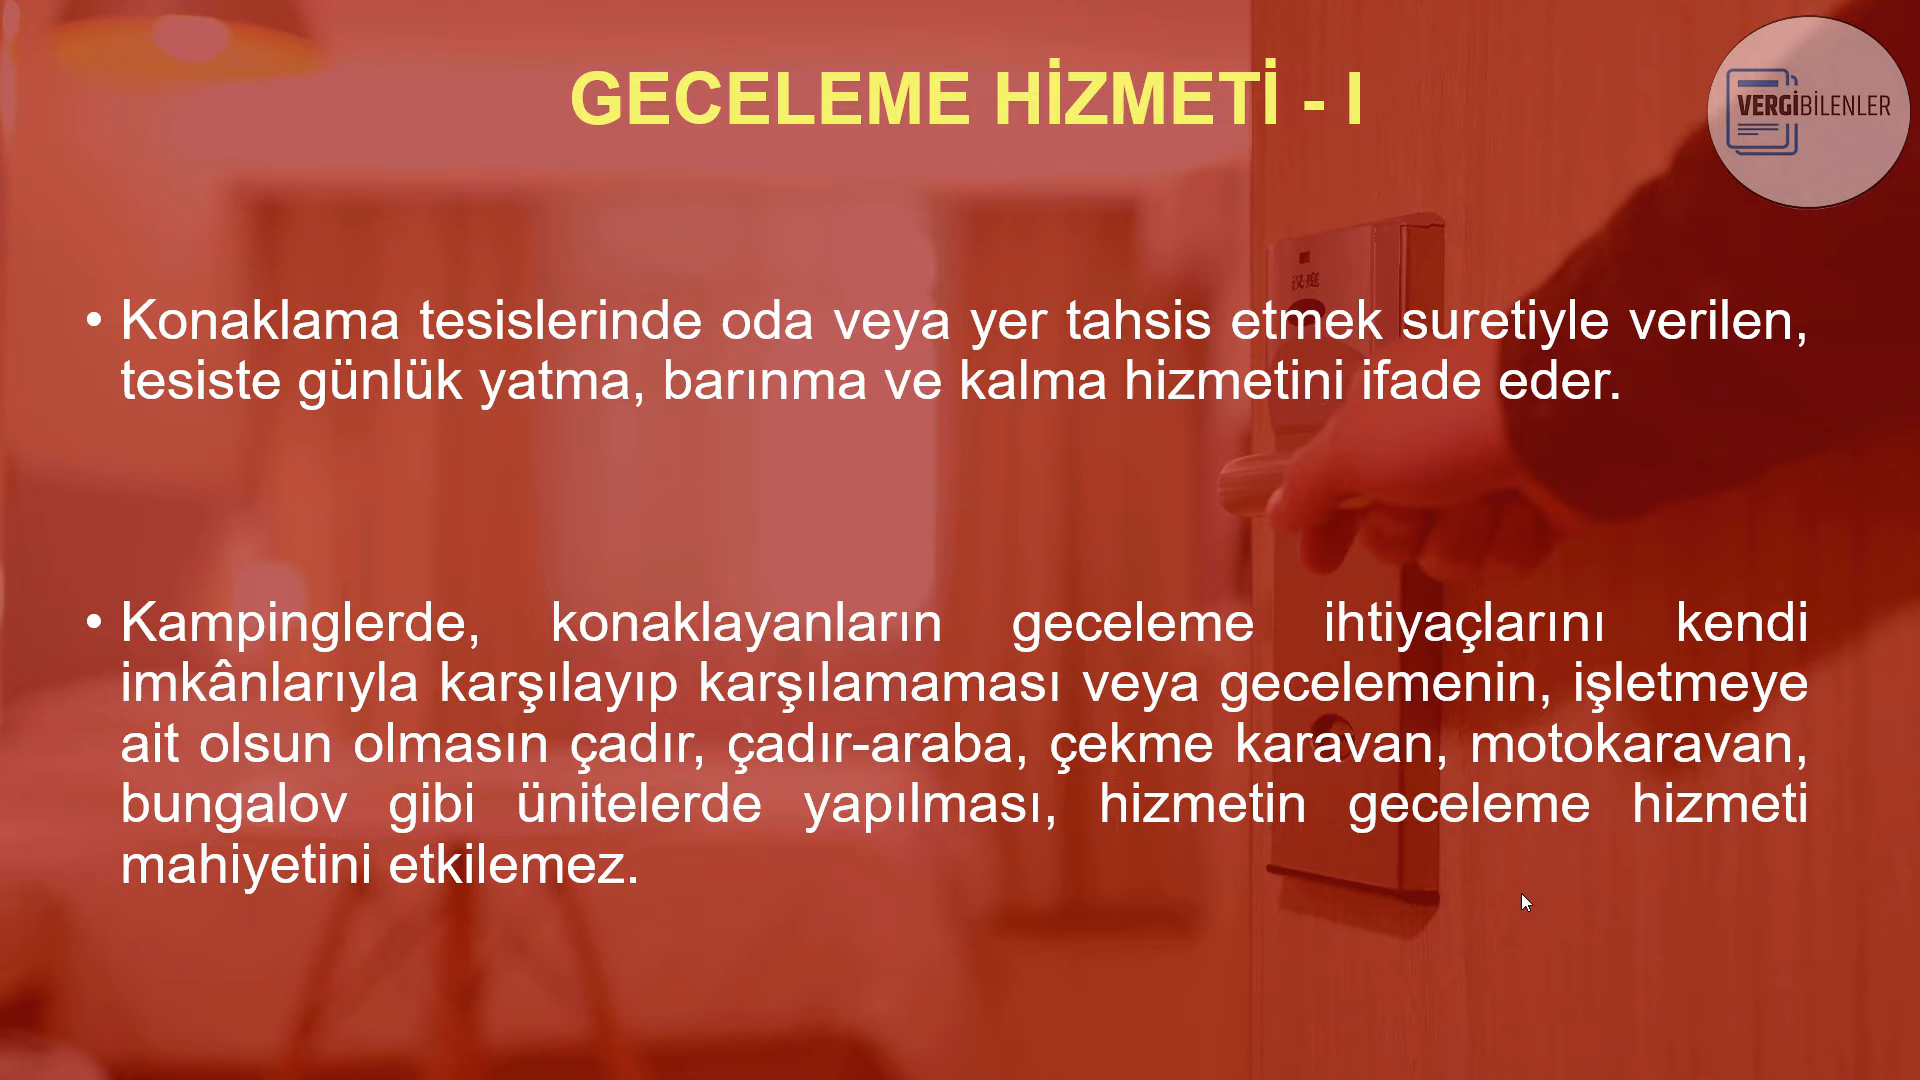 GECELEME HİZMETİ - I
VERGİBİLENLER
汉庭
• Konaklama tesislerinde oda veya yer tahsis etmek suretiyle verilen,
tesiste günlük yatma, barınma ve kalma hizmetini ifade eder.
• Kampinglerde, konaklayanların geceleme ihtiyaçlarını kendi
imkânlarıyla karşılayıp karşılamaması veya gecelemenin, işletmeye
ait olsun olmasın çadır, çadır-araba, çekme karavan, motokaravan,
bungalov gibi ünitelerde yapılması, hizmetin geceleme hizmeti
mahiyetini etkilemez.